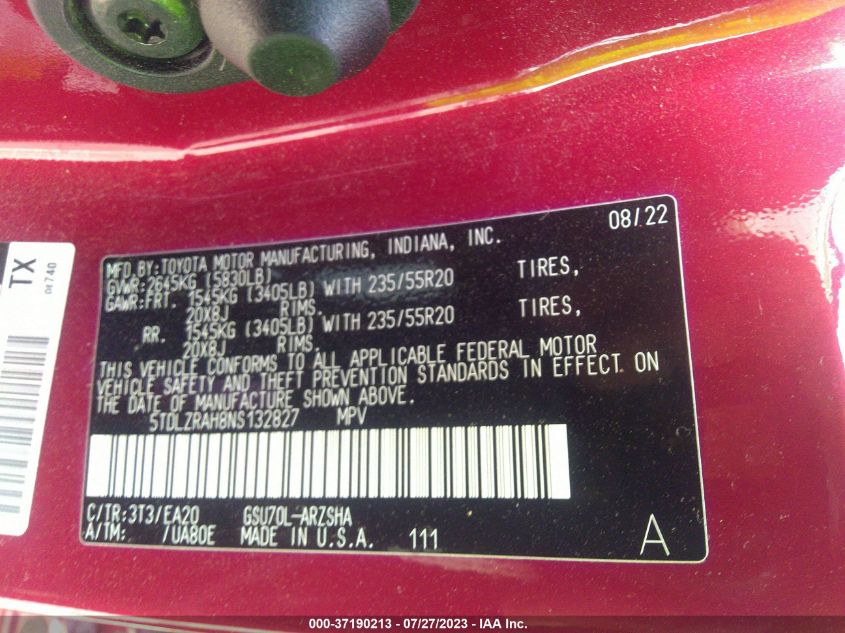 08/22
MFD.BY:TOYOTA MOTOR MANUFACTURING, INDIANA, INC.
GVWR:2645KG (5830LB)
GAWR:FRT. 1545KG (3405LB) WITH 235/55R20 TIRES,
20X8J RIMS.
RR. 1545KG (3405LB) WITH 235/55R20 TIRES,
20X8J RIMS.
THIS VEHICLE CONFORMS TO ALL APPLICABLE FEDERAL MOTOR
VEHICLE SAFETY AND THEFT PREVENTION STANDARDS IN EFFECT ON
THE DATE OF MANUFACTURE SHOWN ABOVE.
5TDLZRAH8NS132827 MPV
C/TR:3T3/EA20 GSU70L-ARZSHA
A/TM: /UA80E MADE IN U.S.A. 111
A
TX
000-37190213 - 07/27/2023 - IAA Inc.